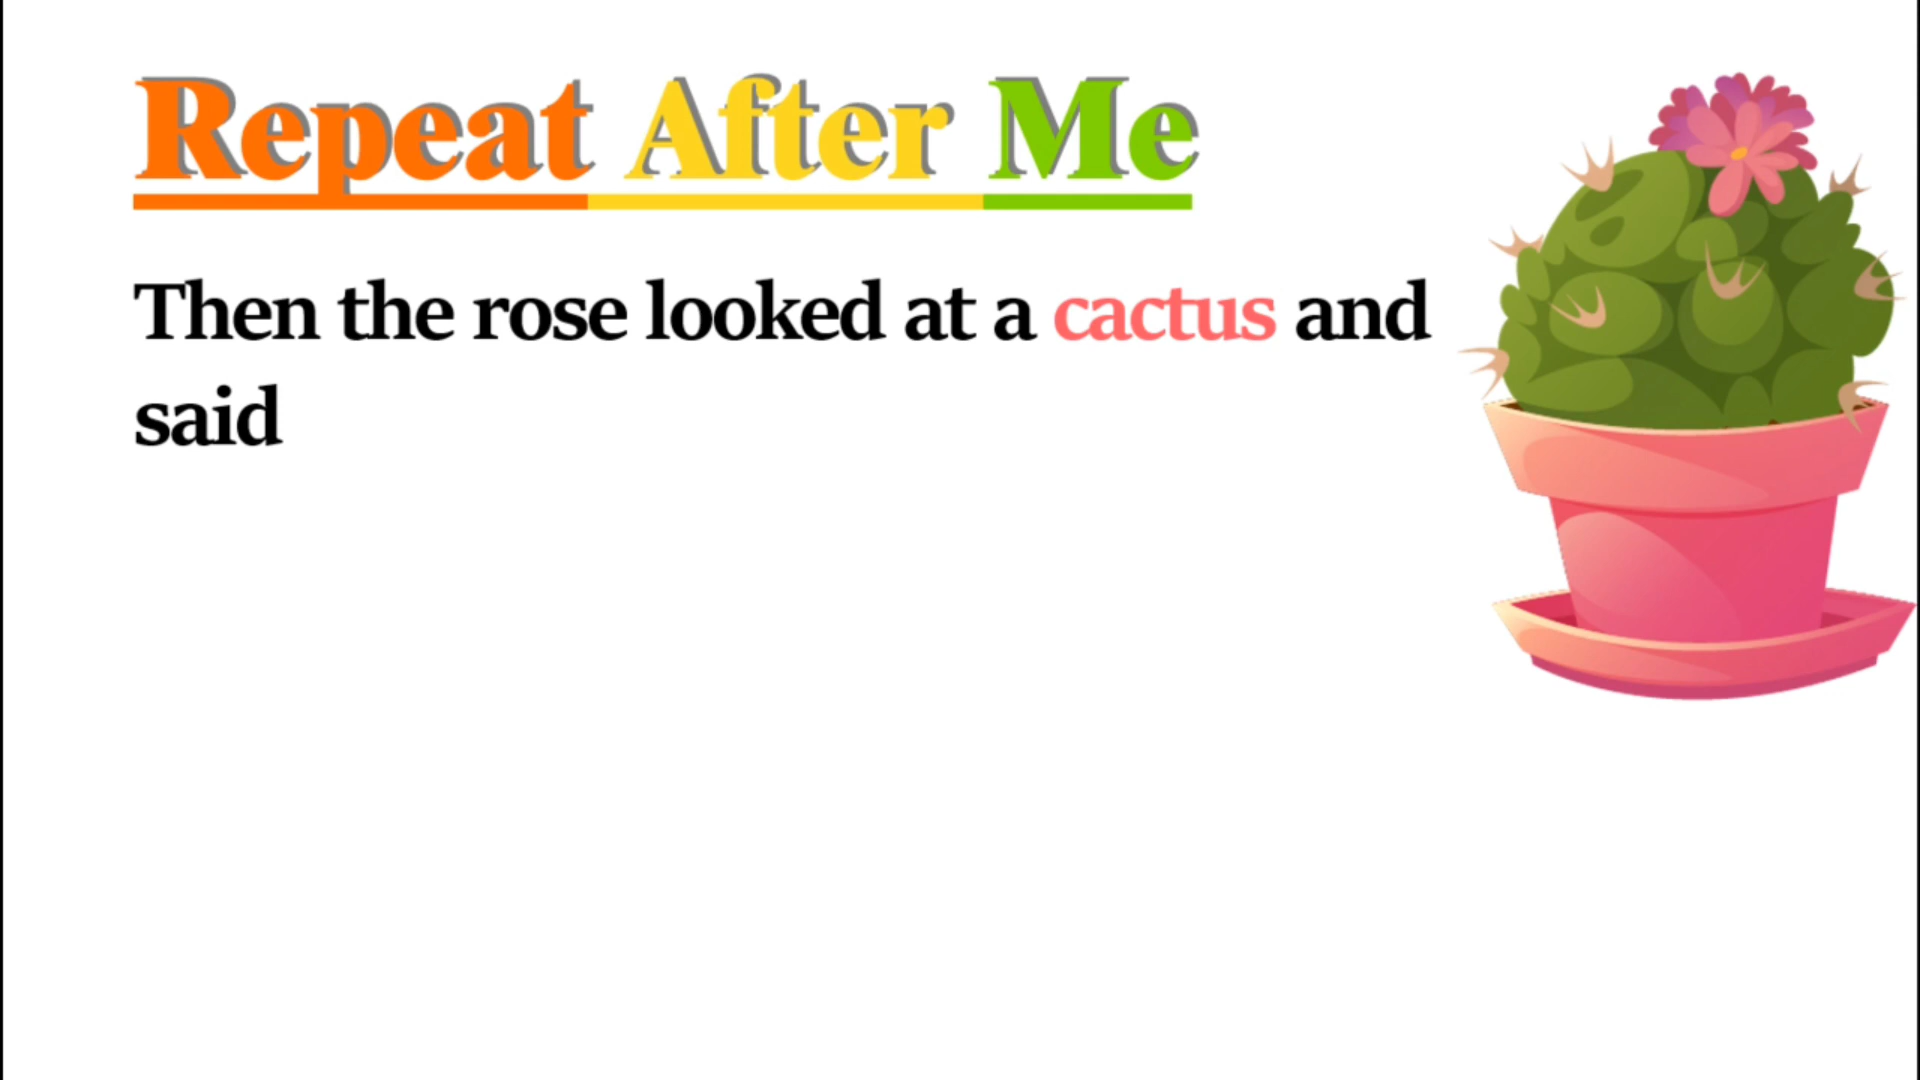 Repeat After Me
Then the rose looked at a cactus and
said